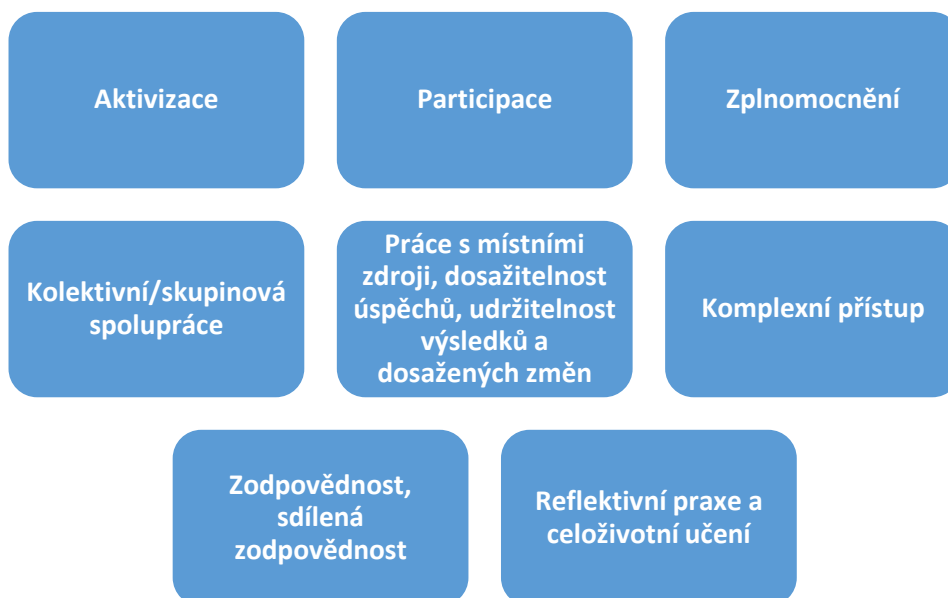 Aktivizace
Participace
Zplnomocnění
Kolektivní/skupinová
spolupráce
Práce s místními
zdroji, dosažitelnost
úspěchů, udržitelnost
výsledků a
dosažených změn
Komplexní přístup
Zodpovědnost,
sdílená
zodpovědnost
Reflektivní praxe a
celoživotní učení